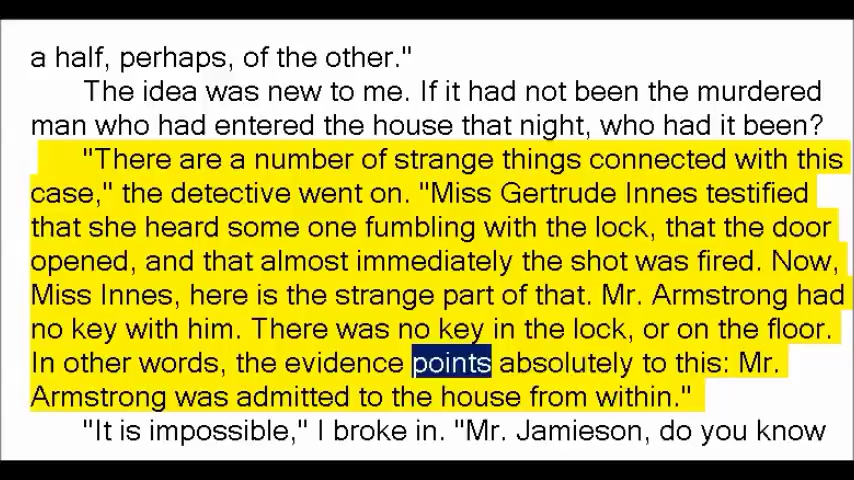 a half, perhaps, of the other."
The idea was new to me. If it had not been the murdered
man who had entered the house that night, who had it been?
"There are a number of strange things connected with this
case," the detective went on. "Miss Gertrude Innes testified
that she heard some one fumbling with the lock, that the door
opened, and that almost immediately the shot was fired. Now,
Miss Innes, here is the strange part of that. Mr. Armstrong had
no key with him. There was no key in the lock, or on the floor.
In other words, the evidence points absolutely to this: Mr.
Armstrong was admitted to the house from within."
"It is impossible," I broke in. "Mr. Jamieson, do you know